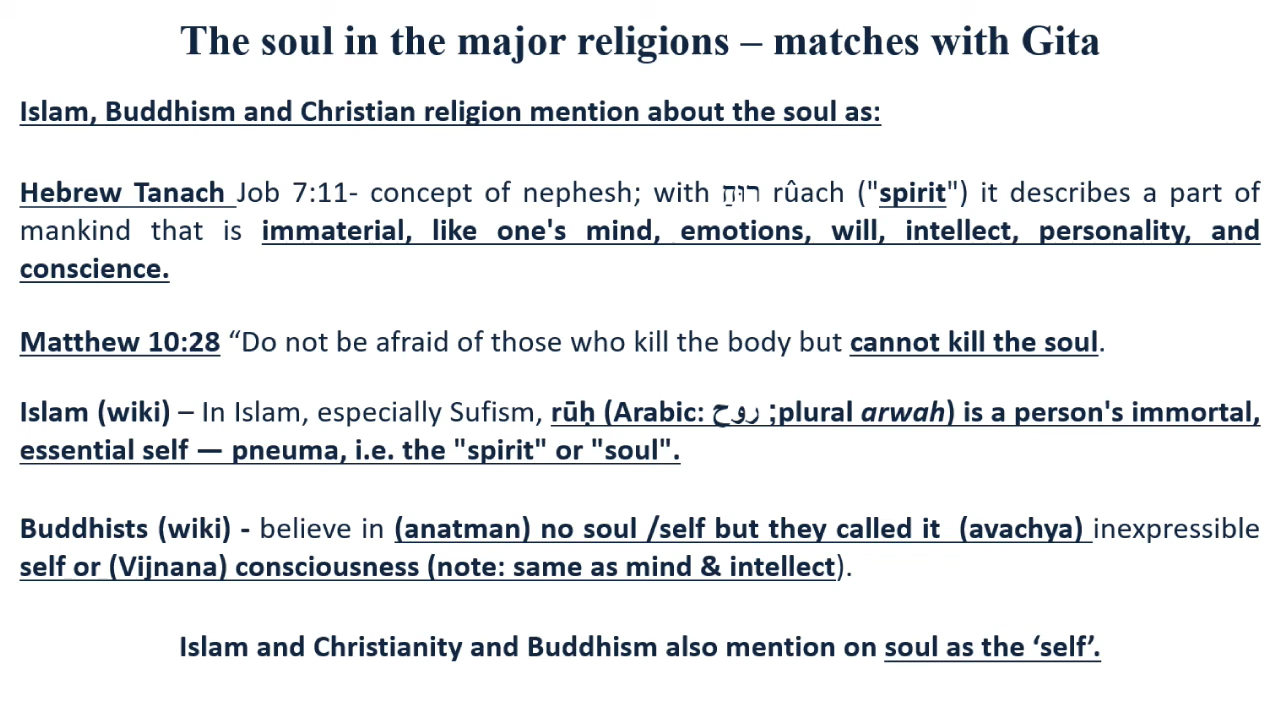 The soul in the major religions – matches with Gita
Islam, Buddhism and Christian religion mention about the soul as:
Hebrew Tanach Job 7:11- concept of nephesh; with רוּחַ rûach ("spirit") it describes a part of
mankind that is immaterial, like one's mind, emotions, will, intellect, personality, and
conscience.
Matthew 10:28 “Do not be afraid of those who kill the body but cannot kill the soul.
Islam (wiki) – In Islam, especially Sufism, rūḥ (Arabic: روح ;plural arwah) is a person's immortal,
essential self — pneuma, i.e. the "spirit" or "soul".
Buddhists (wiki) - believe in (anatman) no soul /self but they called it (avachya) inexpressible
self or (Vijnana) consciousness (note: same as mind & intellect).
Islam and Christianity and Buddhism also mention on soul as the ‘self’.